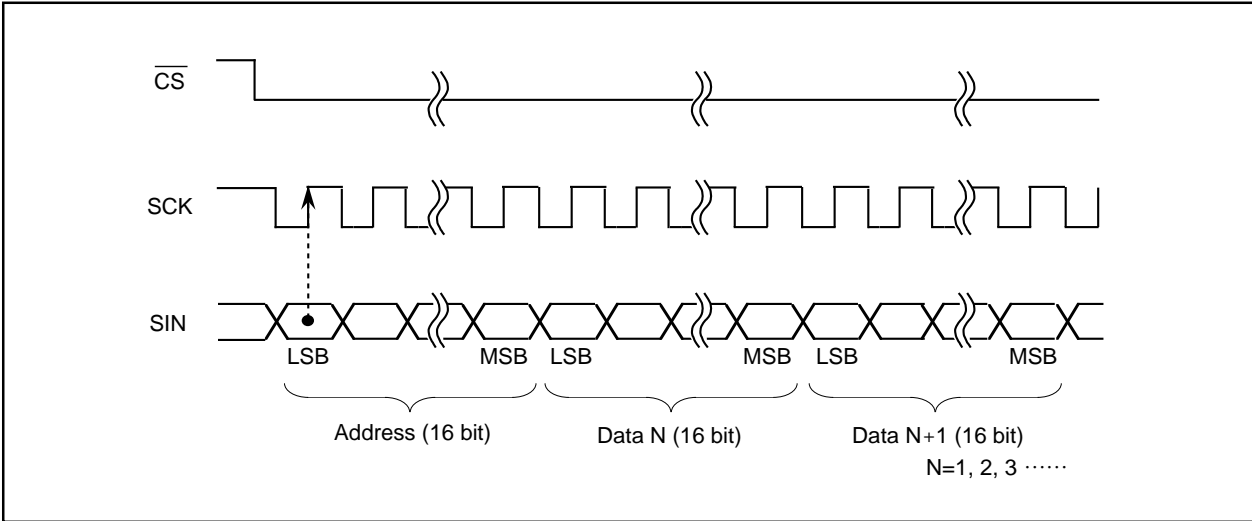 CS
SCK
SIN
LSB MSB LSB MSB LSB MSB
Address (16 bit) Data N (16 bit) Data N+1 (16 bit)
N=1, 2, 3 ⋯⋯